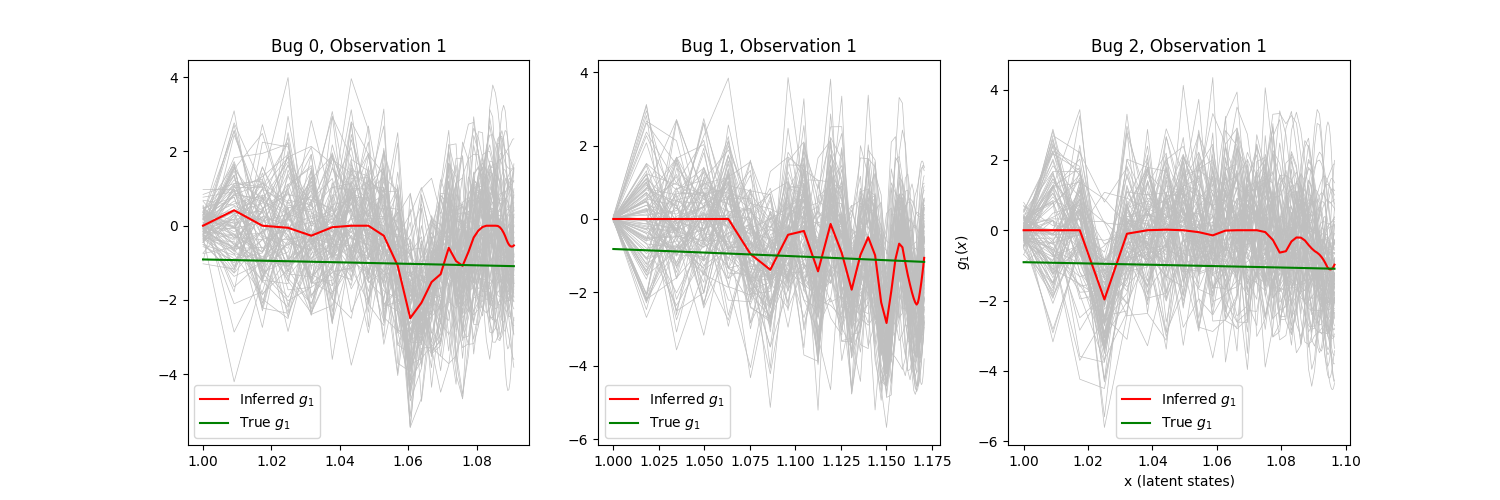 Bug 0, Observation 1
4
2
0
−2
−4
1.00 1.02 1.04 1.06 1.08
Inferred g₁
True g₁
Bug 1, Observation 1
4
2
0
−2
−4
−6
1.000 1.025 1.050 1.075 1.100 1.125 1.150 1.175
Inferred g₁
True g₁
Bug 2, Observation 1
g₁(x)
4
2
0
−2
−4
−6
1.00 1.02 1.04 1.06 1.08 1.10
x (latent states)
Inferred g₁
True g₁